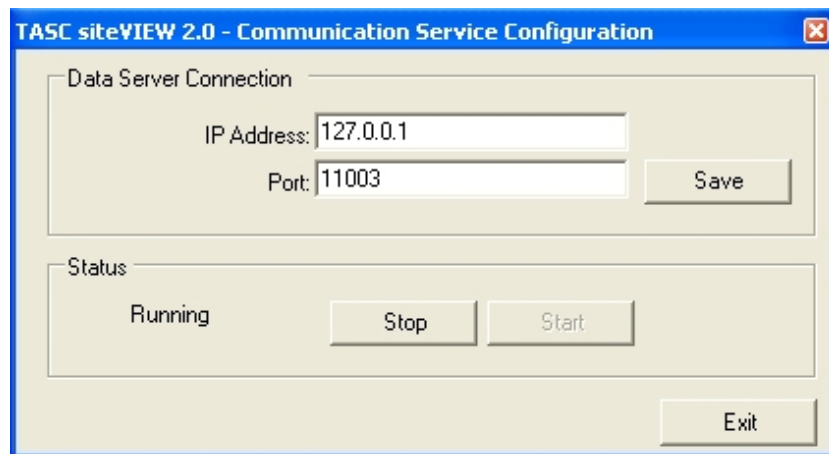 TASC siteVIEW 2.0 - Communication Service Configuration
Data Server Connection
IP Address: 127.0.0.1
Port: 11003
Save
Status
Running
Stop
Start
Exit